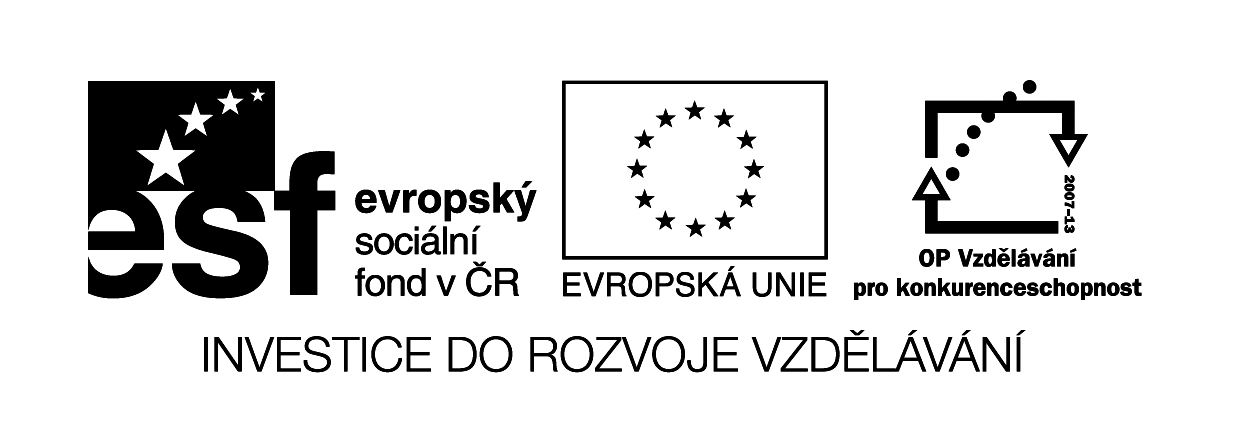 esf
evropský
sociální
fond v ČR
EVROPSKÁ UNIE
2007-13
OP Vzdělávání
pro konkurenceschopnost
INVESTICE DO ROZVOJE VZDĚLÁVÁNÍ